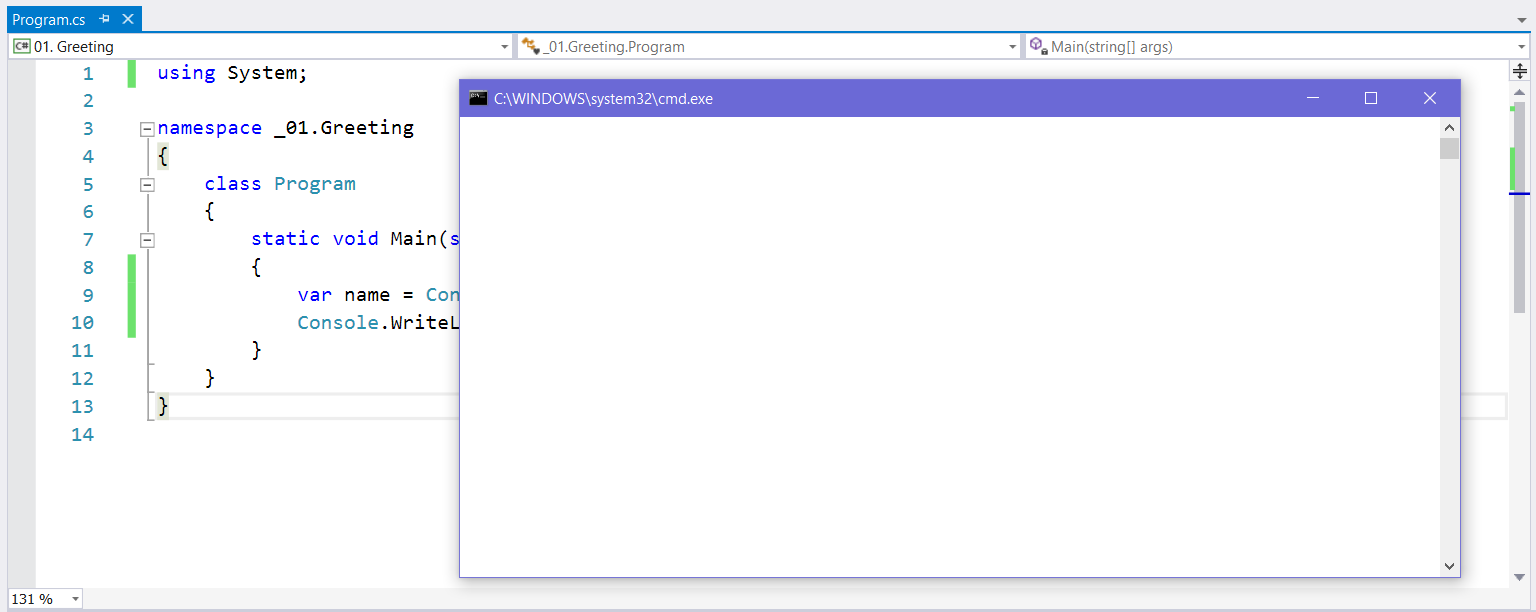 Program.cs
C# 01. Greeting
_01.Greeting.Program
Main(string[] args)
1 using System;
2
3 namespace _01.Greeting
4 {
5 class Program
6 {
7 static void Main(s
8 {
9 var name = Con
10 Console.WriteL
11 }
12 }
13 }
14
C:\WINDOWS\system32\cmd.exe
131 %